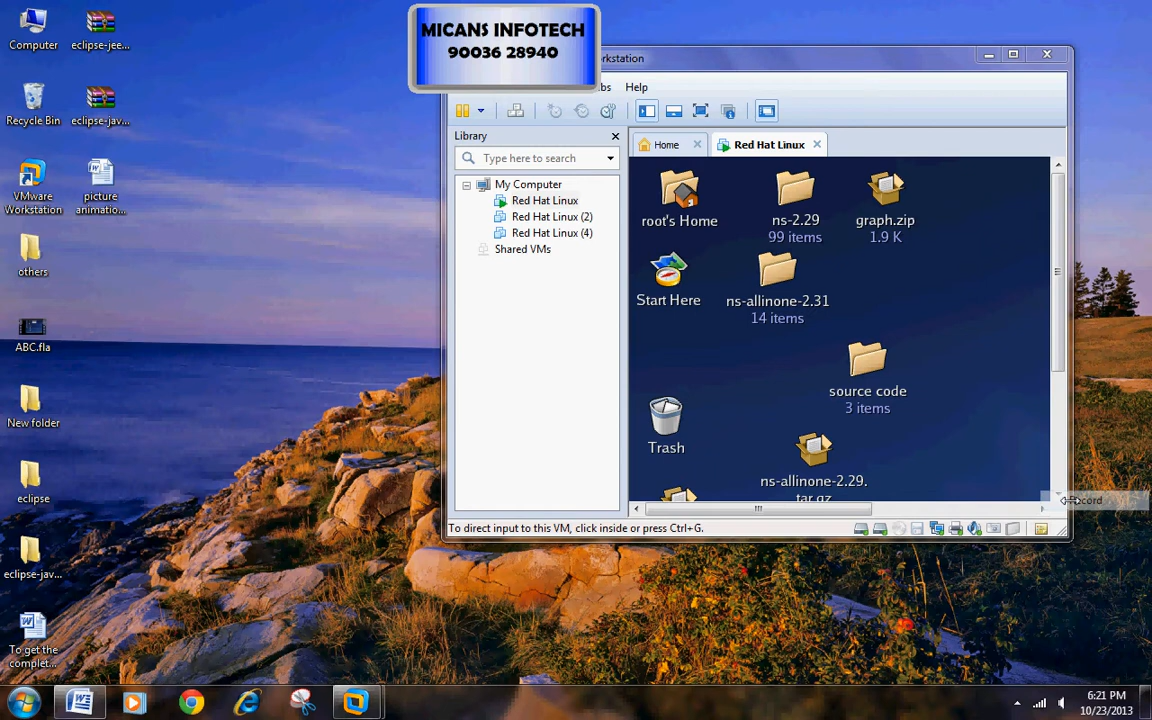 Computer
eclipse-jee...
Recycle Bin
eclipse-jav...
VMware
Workstation
picture
animatio...
others
ABC.fla
New folder
eclipse
eclipse-jav...
To get the
complet...
MICANS INFOTECH
90036 28940
rkstation
bs
Help
Library
Type here to search
My Computer
Red Hat Linux
Red Hat Linux (2)
Red Hat Linux (4)
Shared VMs
Home
Red Hat Linux
root's Home
ns-2.29
99 items
graph.zip
1.9 K
Start Here
ns-allinone-2.31
14 items
source code
3 items
Trash
ns-allinone-2.29.
tar.gz
To direct input to this VM, click inside or press Ctrl+G.
6:21 PM
10/23/2013